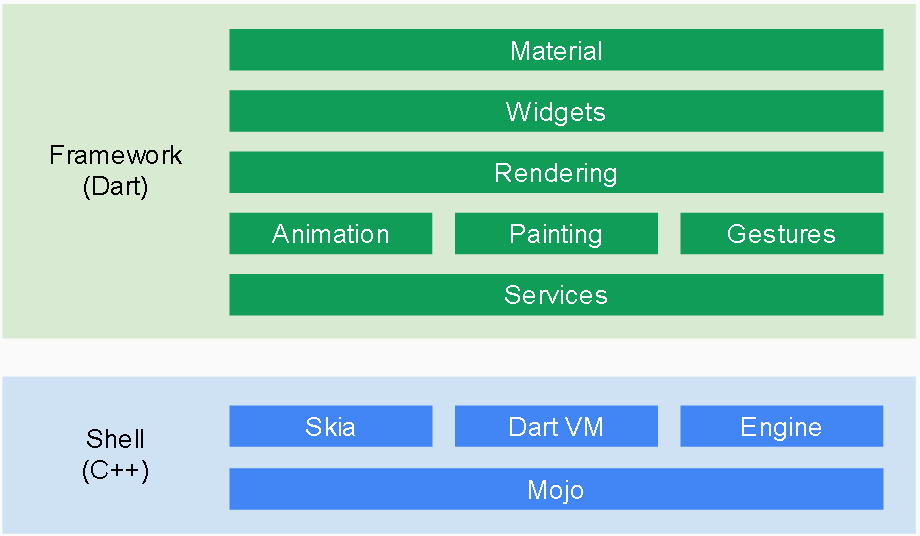 Material
Widgets
Framework
(Dart)
Rendering
Animation Painting Gestures
Services
Shell
(C++)
Skia Dart VM Engine
Mojo